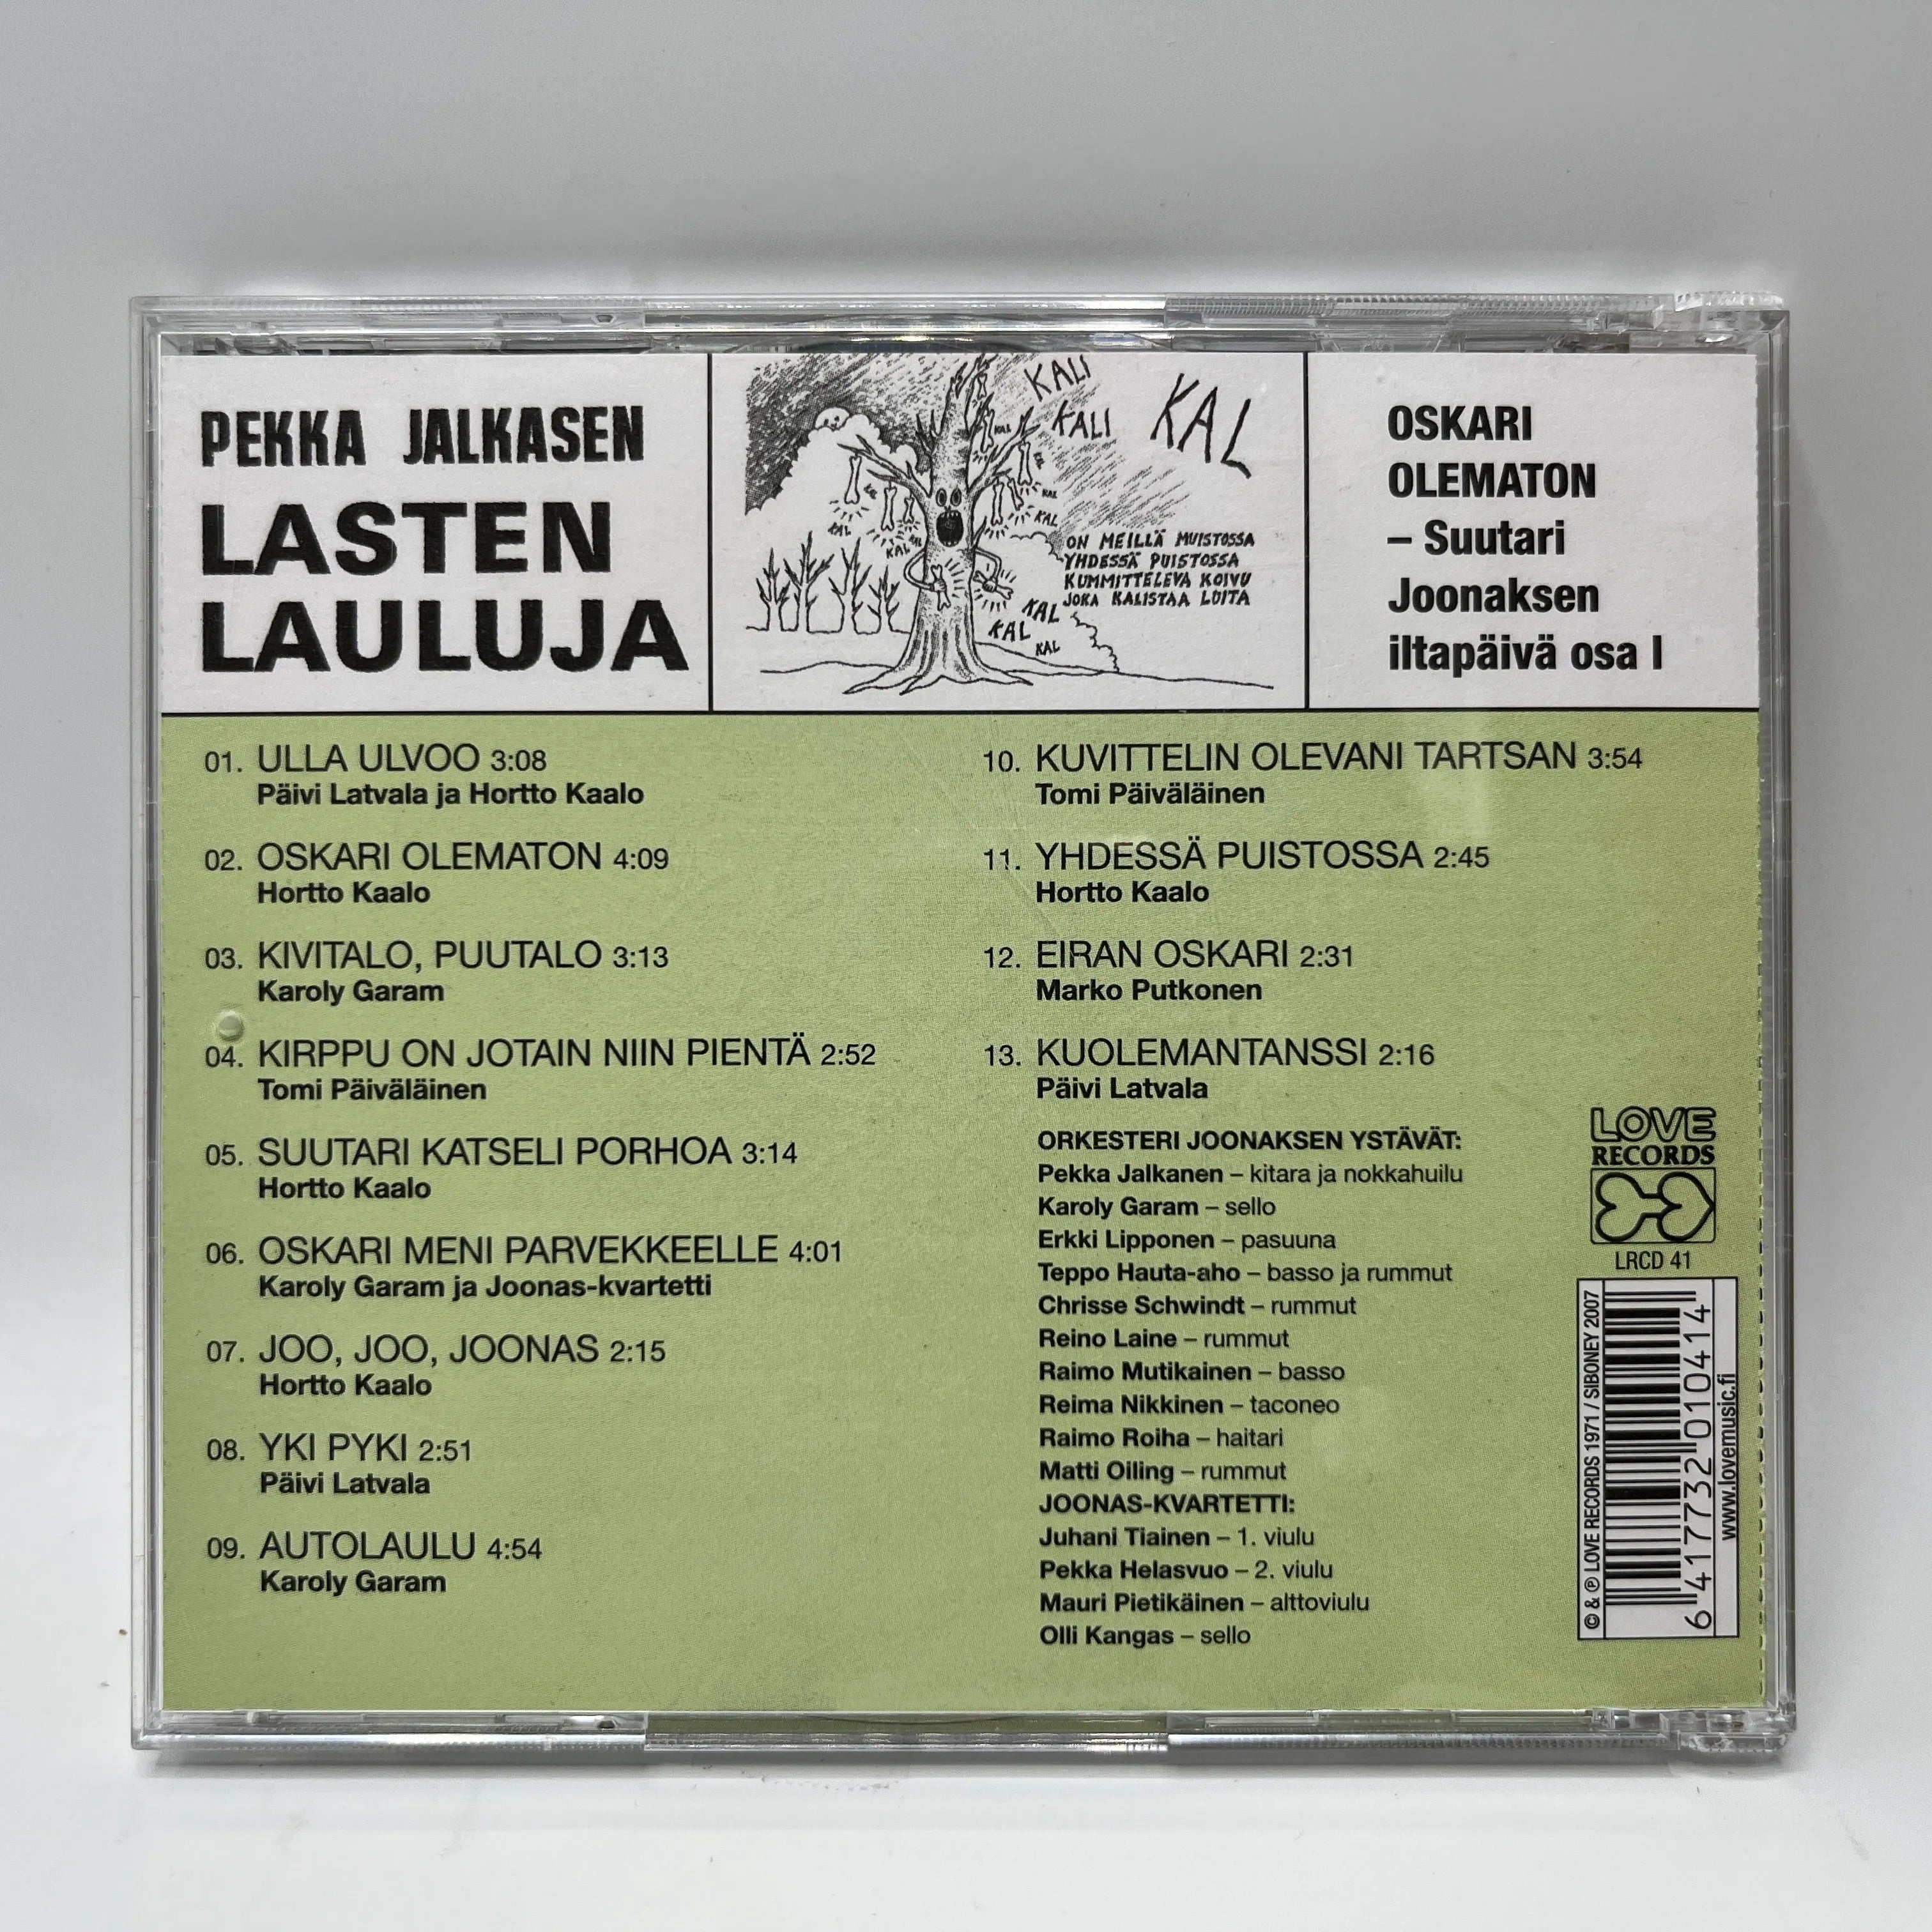 PEKKA JALKASEN
LASTEN
LAULUJA
KALI
KALI
KAL
KAL
KAL
KAL
KAL
KAL
KAL
ON MEILLÄ MUISTOSSA
YHDESSÄ PUISTOSSA
KUMMITTELEVA KOIVU
JOKA KALISTAA LUITA
KAL
KAL
KAL
OSKARI
OLEMATON
– Suutari
Joonaksen
iltapäivä osa I
01. ULLA ULVOO 3:08
Päivi Latvala ja Hortto Kaalo
02. OSKARI OLEMATON 4:09
Hortto Kaalo
03. KIVITALO, PUUTALO 3:13
Karoly Garam
04. KIRPPU ON JOTAIN NIIN PIENTÄ 2:52
Tomi Päiväläinen
05. SUUTARI KATSELI PORHOA 3:14
Hortto Kaalo
06. OSKARI MENI PARVEKKEELLE 4:01
Karoly Garam ja Joonas-kvartetti
07. JOO, JOO, JOONAS 2:15
Hortto Kaalo
08. YKI PYKI 2:51
Päivi Latvala
09. AUTOLAULU 4:54
Karoly Garam
10. KUVITTELIN OLEVANI TARTSAN 3:54
Tomi Päiväläinen
11. YHDESSÄ PUISTOSSA 2:45
Hortto Kaalo
12. EIRAN OSKARI 2:31
Marko Putkonen
13. KUOLEMANTANSSI 2:16
Päivi Latvala
ORKESTERI JOONAKSEN YSTÄVÄT:
Pekka Jalkanen – kitara ja nokkahuilu
Karoly Garam – sello
Erkki Lipponen – pasuuna
Teppo Hauta-aho – basso ja rummut
Chrisse Schwindt – rummut
Reino Laine – rummut
Raimo Mutikainen – basso
Reima Nikkinen – taconeo
Raimo Roiha – haitari
Matti Oiling – rummut
JOONAS-KVARTETTI:
Juhani Tiainen – 1. viulu
Pekka Helasvuo – 2. viulu
Mauri Pietikäinen – alttoviulu
Olli Kangas – sello
LOVE
RECORDS
LRCD 41
© & ℗ LOVE RECORDS 1971 / SIBONEY 2007
6 417732 010414
www.lovemusic.fi